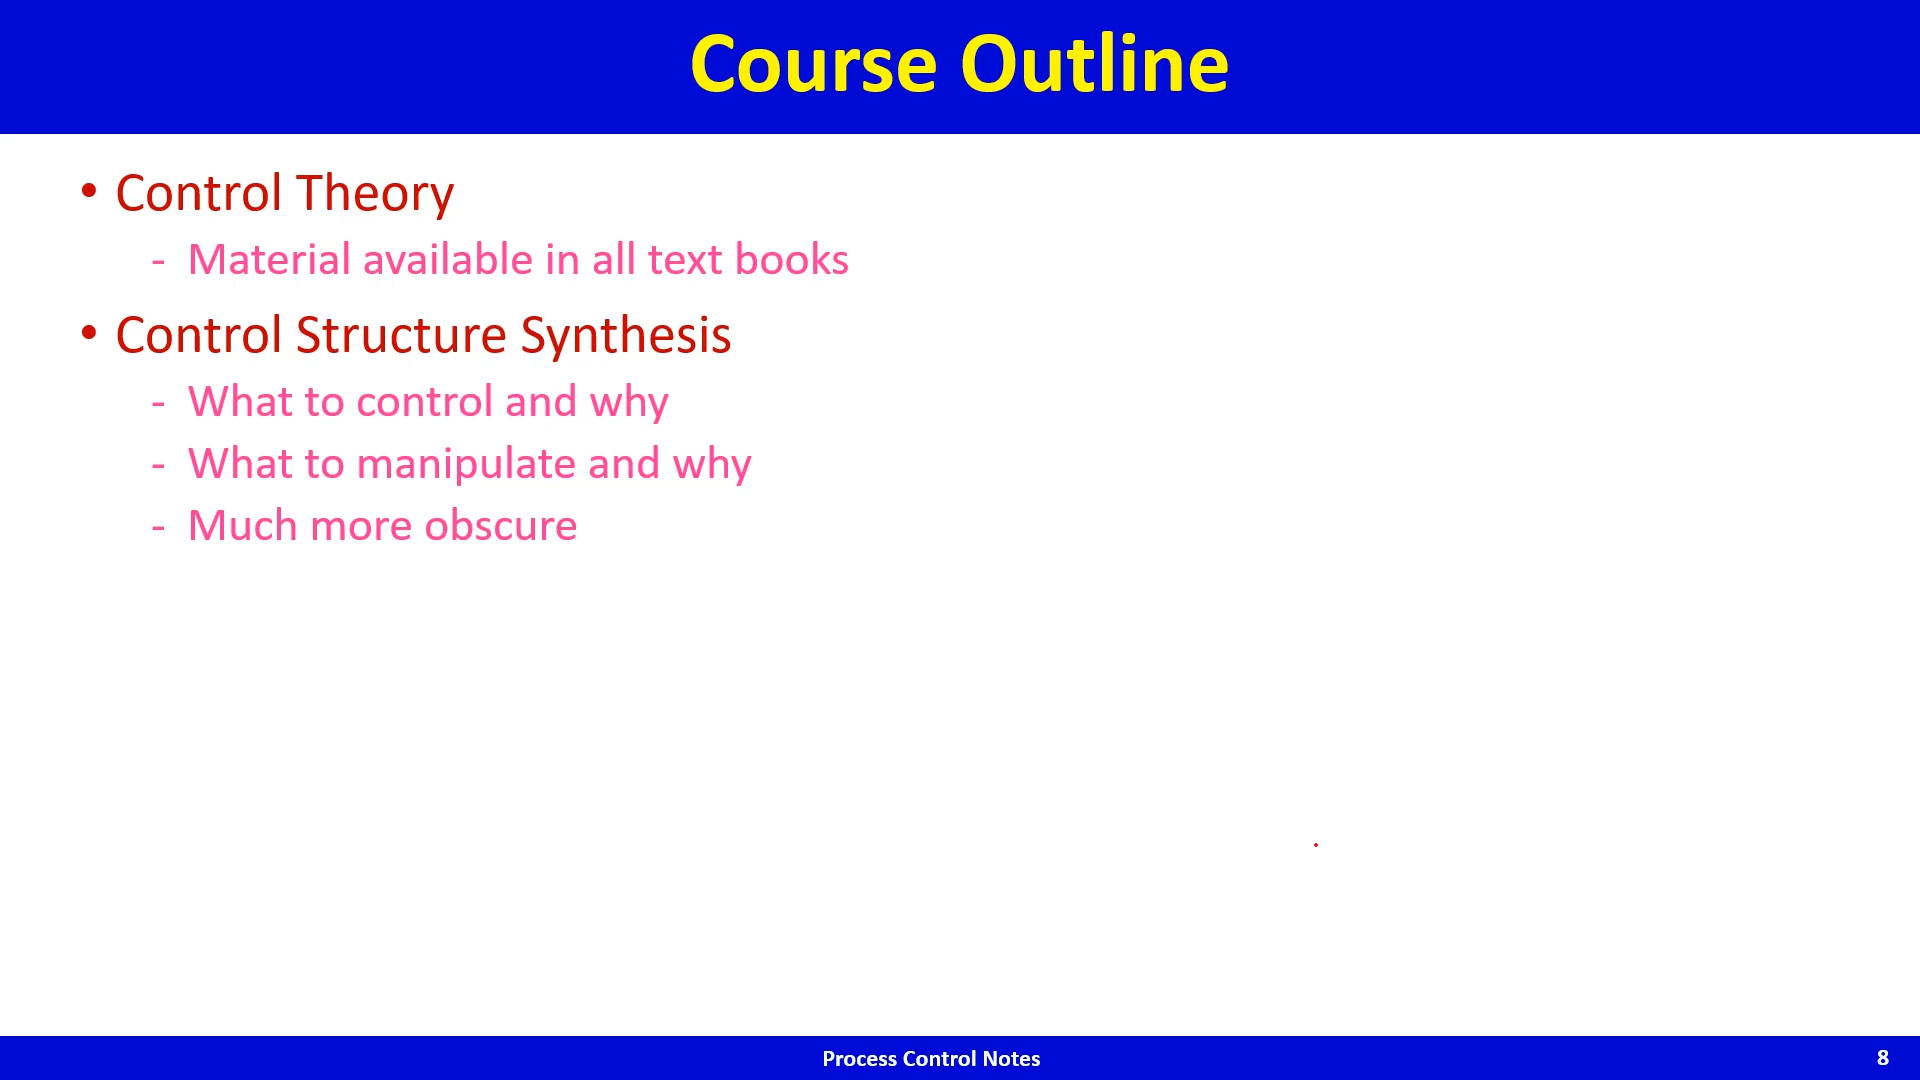 Course Outline
• Control Theory
- Material available in all text books
• Control Structure Synthesis
- What to control and why
- What to manipulate and why
- Much more obscure
Process Control Notes
8